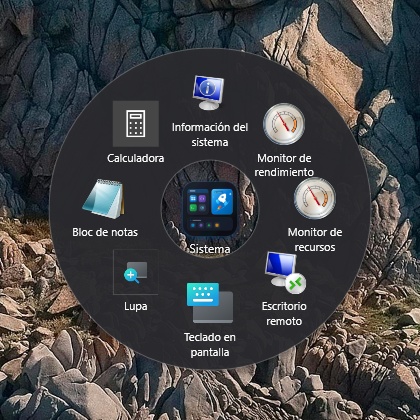 Información del
sistema
Calculadora
Monitor de
rendimiento
Bloc de notas
Monitor de
recursos
Sistema
Lupa
Escritorio
remoto
Teclado en
pantalla